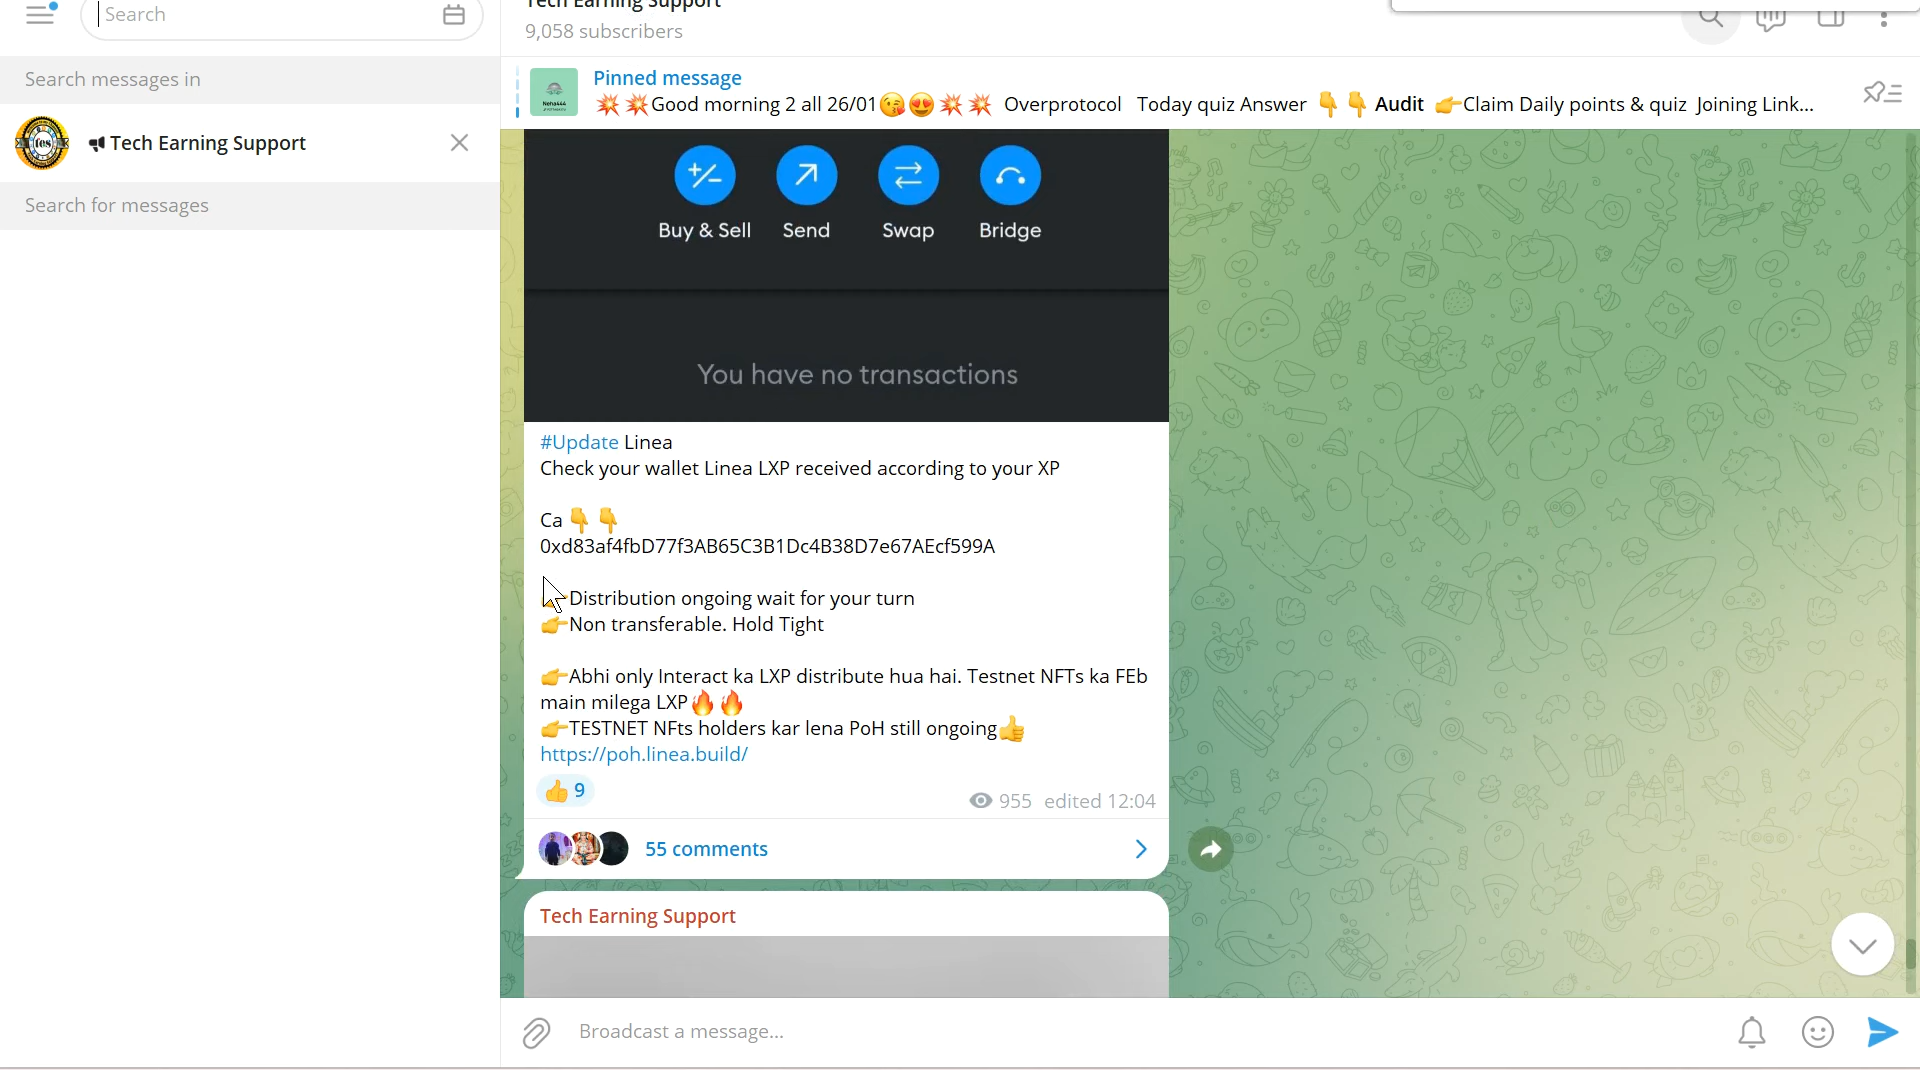 Search
Search messages in
Tech Earning Support
Search for messages
Tech Earning Support
9,058 subscribers
Pinned message
💥💥Good morning 2 all 26/01😘😍💥💥 Overprotocol Today quiz Answer 👇👇 Audit 👉Claim Daily points & quiz Joining Link...
Buy & Sell Send Swap Bridge
You have no transactions
#Update Linea
Check your wallet Linea LXP received according to your XP
Ca👇👇
0xd83af4fbD77f3AB65C3B1Dc4B38D7e67AEcf599A
👉Distribution ongoing wait for your turn
👉Non transferable. Hold Tight
👉Abhi only Interact ka LXP distribute hua hai. Testnet NFTs ka FEb
main milega LXP🔥🔥
👉TESTNET NFts holders kar lena PoH still ongoing👍
https://poh.linea.build/
👍 9
955 edited 12:04
55 comments
Tech Earning Support
Broadcast a message...